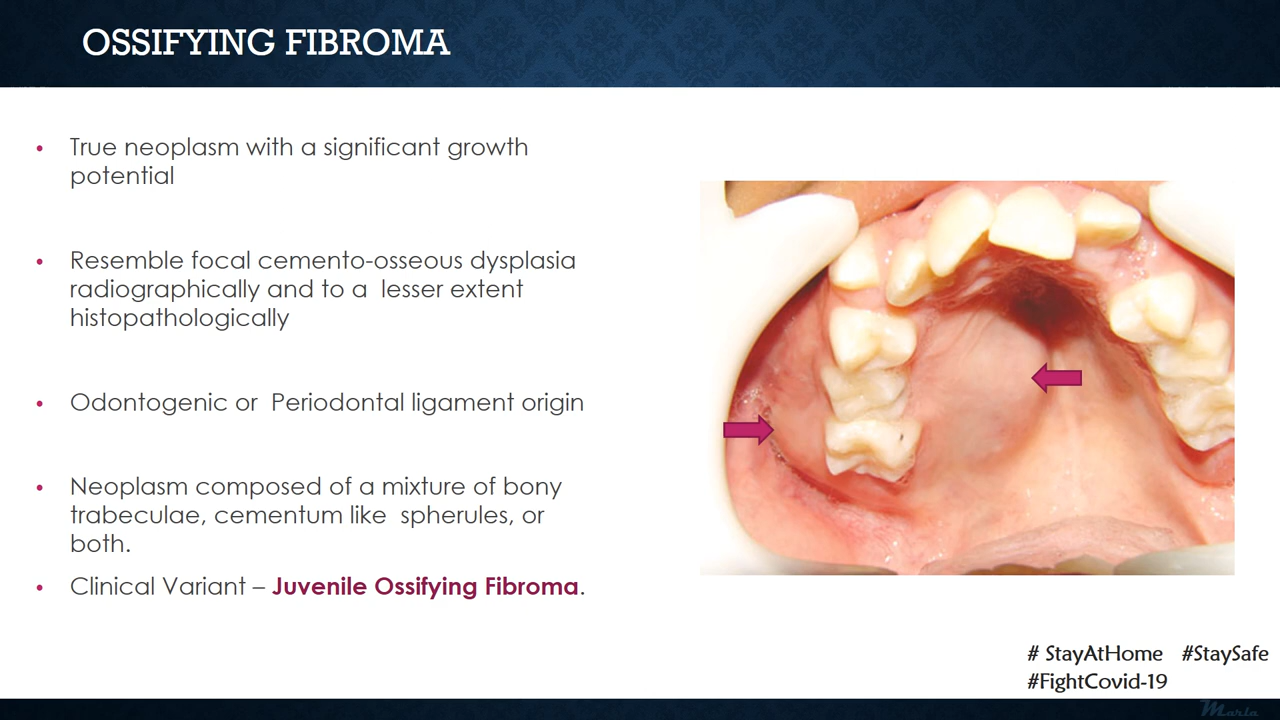 OSSIFYING FIBROMA
• True neoplasm with a significant growth
potential
• Resemble focal cemento-osseous dysplasia
radiographically and to a lesser extent
histopathologically
• Odontogenic or Periodontal ligament origin
• Neoplasm composed of a mixture of bony
trabeculae, cementum like spherules, or
both.
• Clinical Variant – Juvenile Ossifying Fibroma.
# StayAtHome #StaySafe
#FightCovid-19
Maria